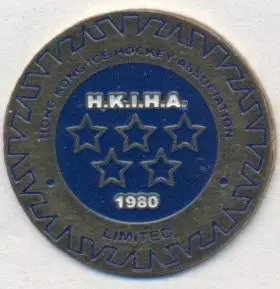 HONG KONG ICE HOCKEY ASSOCIATION
H.K.I.H.A.
1980
LIMITED